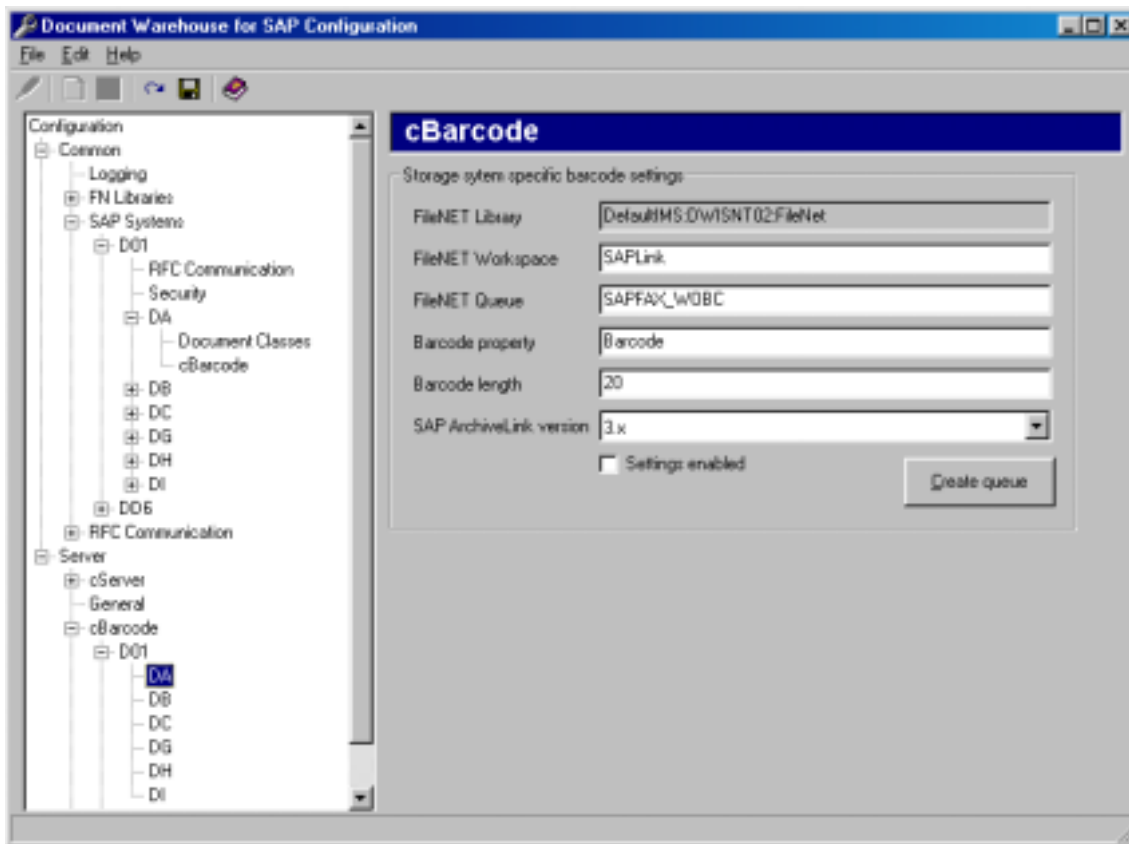 Document Warehouse for SAP Configuration
File Edit Help
Configuration
Common
Logging
FN Libraries
SAP Systems
D01
RFC Communication
Security
DA
Document Classes
cBarcode
DB
DC
DG
DH
DI
DD6
RFC Communication
Server
cServer
General
cBarcode
D01
DA
DB
DC
DG
DH
DI
cBarcode
Storage sytem specific barcode settings
FileNET Library DefaultIMS:DWISNT02:FileNet
FileNET Workspace SAPLink
FileNET Queue SAPFAX_WOBC
Barcode property Barcode
Barcode length 20
SAP ArchiveLink version 3.x
Settings enabled
Create queue